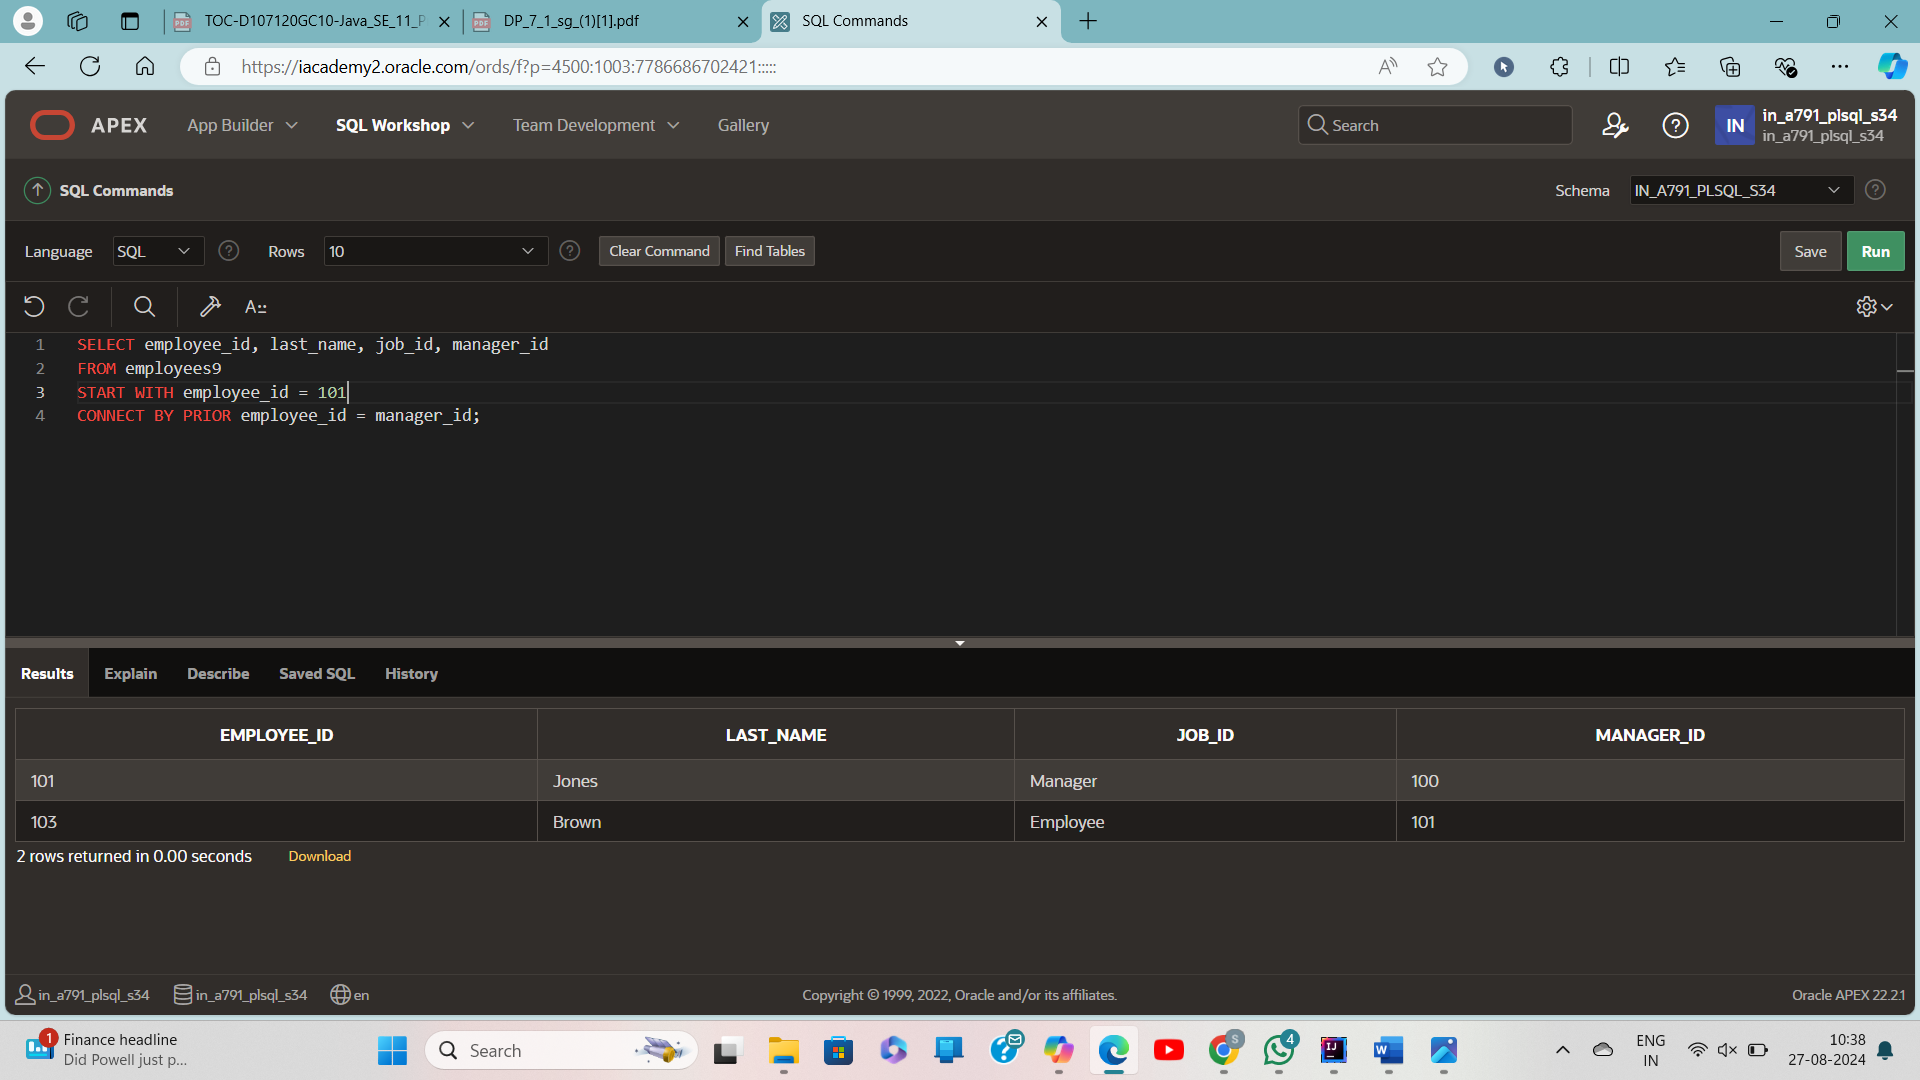 TOC-D107120GC10-Java_SE_11_P
DP_7_1_sg_(1)[1].pdf
SQL Commands
https://iacademy2.oracle.com/ords/f?p=4500:1003:7786686702421:::::
APEX
App Builder
SQL Workshop
Team Development
Gallery
Search
IN
in_a791_plsql_s34
in_a791_plsql_s34
SQL Commands
Schema
IN_A791_PLSQL_S34
Language
SQL
Rows
10
Clear Command
Find Tables
Save
Run
1 SELECT employee_id, last_name, job_id, manager_id
2 FROM employees9
3 START WITH employee_id = 101
4 CONNECT BY PRIOR employee_id = manager_id;
Results
Explain
Describe
Saved SQL
History
EMPLOYEE_ID LAST_NAME JOB_ID MANAGER_ID
101 Jones Manager 100
103 Brown Employee 101
2 rows returned in 0.00 seconds
Download
in_a791_plsql_s34
in_a791_plsql_s34
en
Copyright © 1999, 2022, Oracle and/or its affiliates.
Oracle APEX 22.2.1
1
Finance headline
Did Powell just p...
Search
S
4
ENG
IN
10:38
27-08-2024